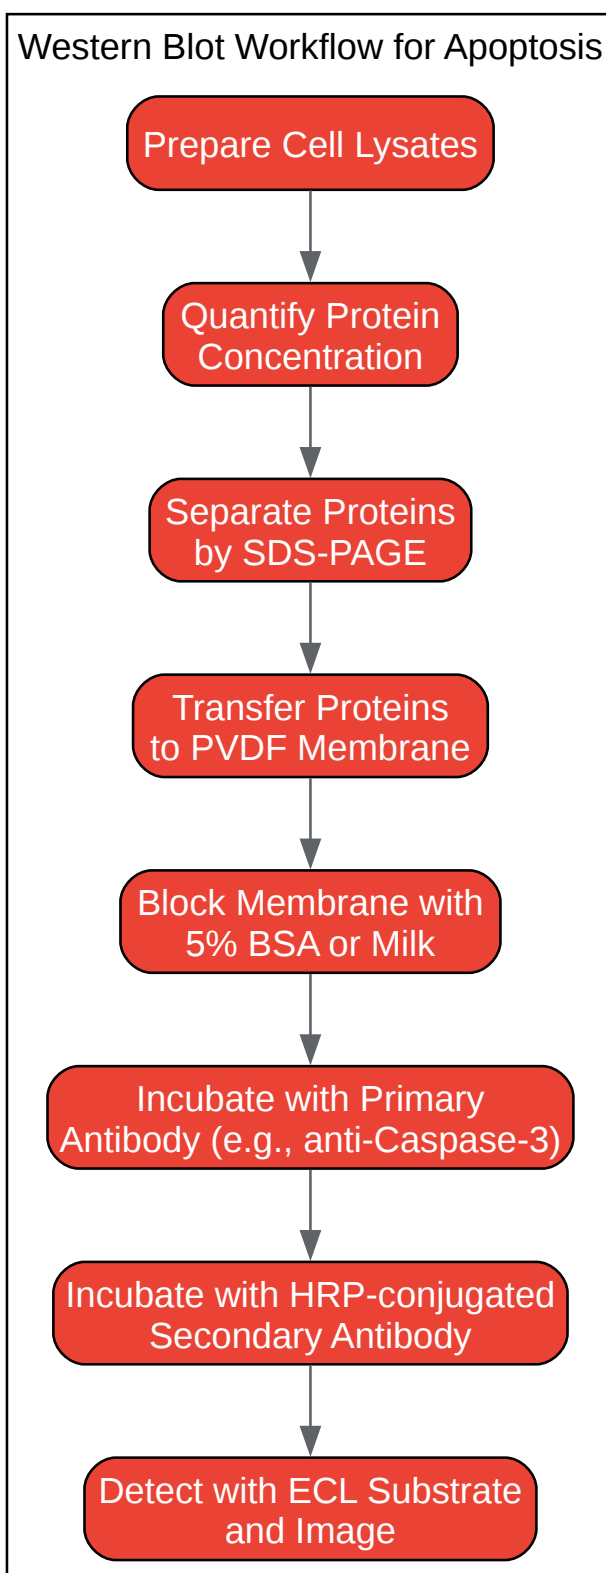 Western Blot Workflow for Apoptosis
Prepare Cell Lysates
Quantify Protein
Concentration
Separate Proteins
by SDS-PAGE
Transfer Proteins
to PVDF Membrane
Block Membrane with
5% BSA or Milk
Incubate with Primary
Antibody (e.g., anti-Caspase-3)
Incubate with HRP-conjugated
Secondary Antibody
Detect with ECL Substrate
and Image